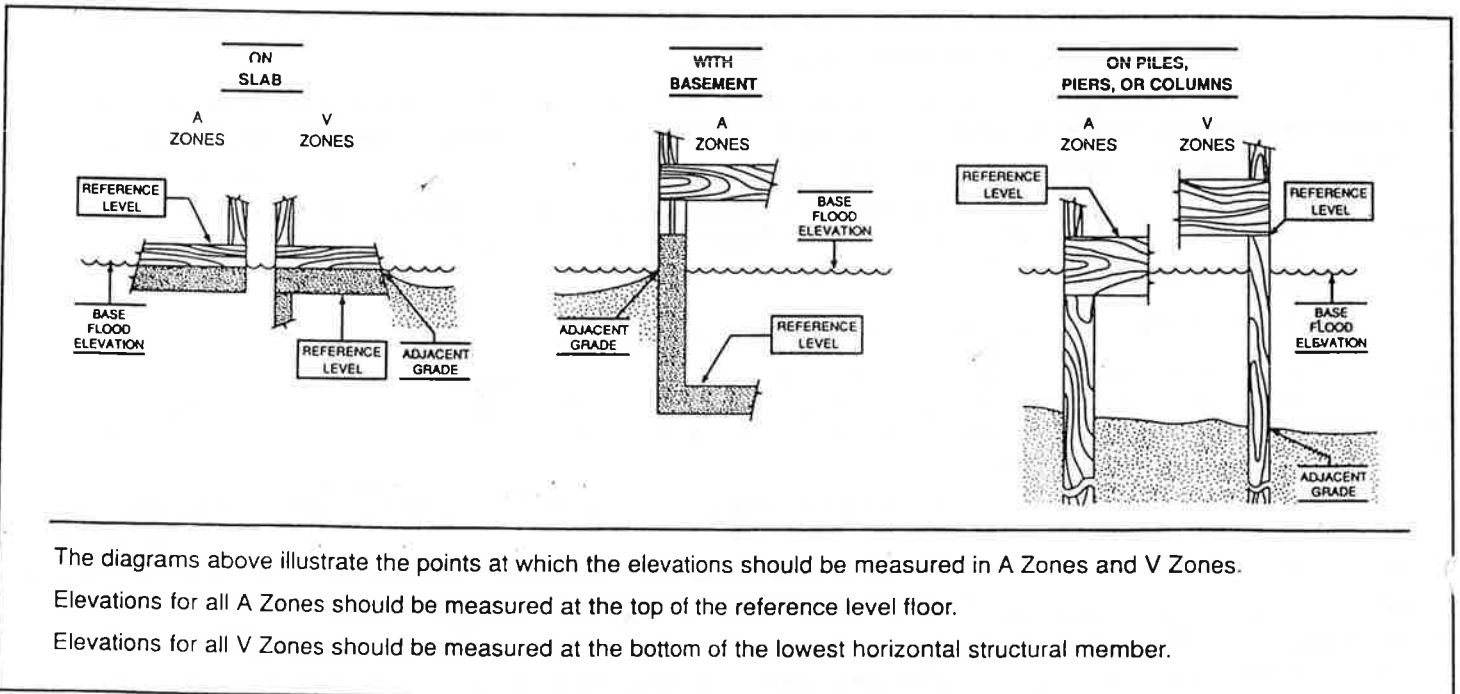 ON
SLAB
A
ZONES
V
ZONES
REFERENCE
LEVEL
BASE
FLOOD
ELEVATION
REFERENCE
LEVEL
ADJACENT
GRADE
WITH
BASEMENT
A
ZONES
BASE
FLOOD
ELEVATION
ADJACENT
GRADE
REFERENCE
LEVEL
ON PILES,
PIERS, OR COLUMNS
A
ZONES
V
ZONES
REFERENCE
LEVEL
REFERENCE
LEVEL
BASE
FLOOD
ELEVATION
ADJACENT
GRADE
The diagrams above illustrate the points at which the elevations should be measured in A Zones and V Zones.
Elevations for all A Zones should be measured at the top of the reference level floor.
Elevations for all V Zones should be measured at the bottom of the lowest horizontal structural member.